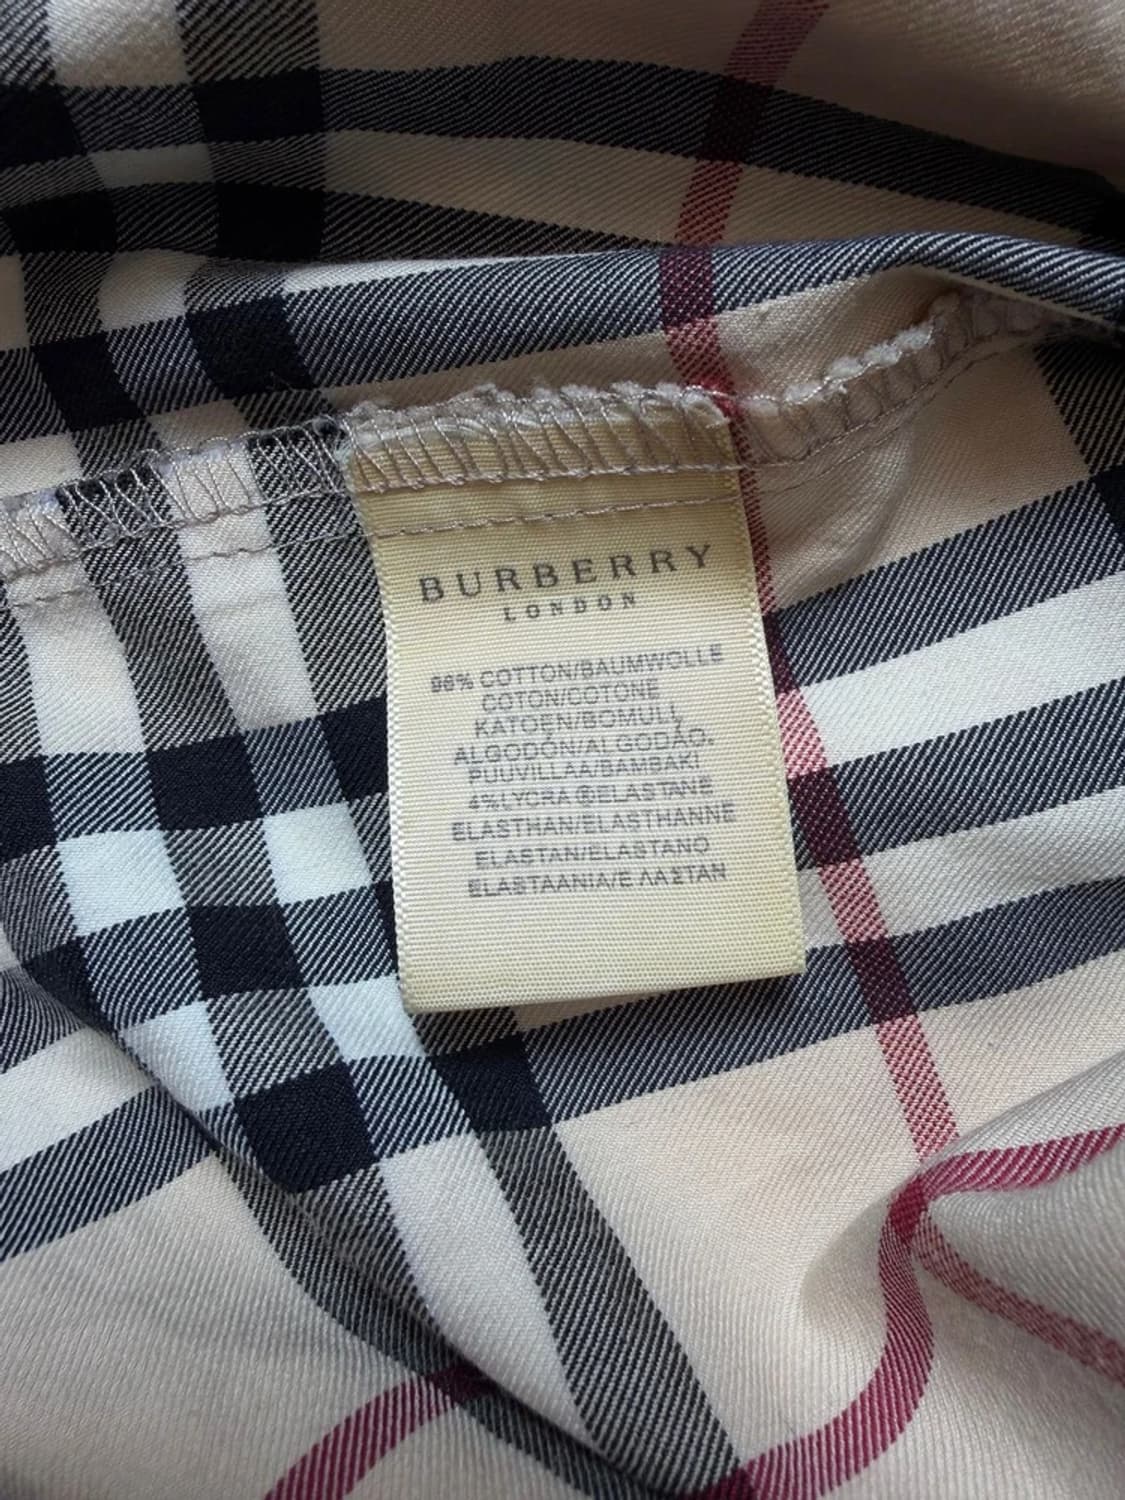 BURBERRY
LONDON
96% COTTON/BAUMWOLLE
COTON/COTONE
KATOEN/BOMULL
ALGODÓN/ALGODÃO.
PUUVILLAA/BAMBAKI
4%LYCRA®ELASTANE
ELASTHAN/ELASTHANNE
ELASTAN/ELASTANO
ELASTAANIA/ΕΛΑΣΤΑΝ